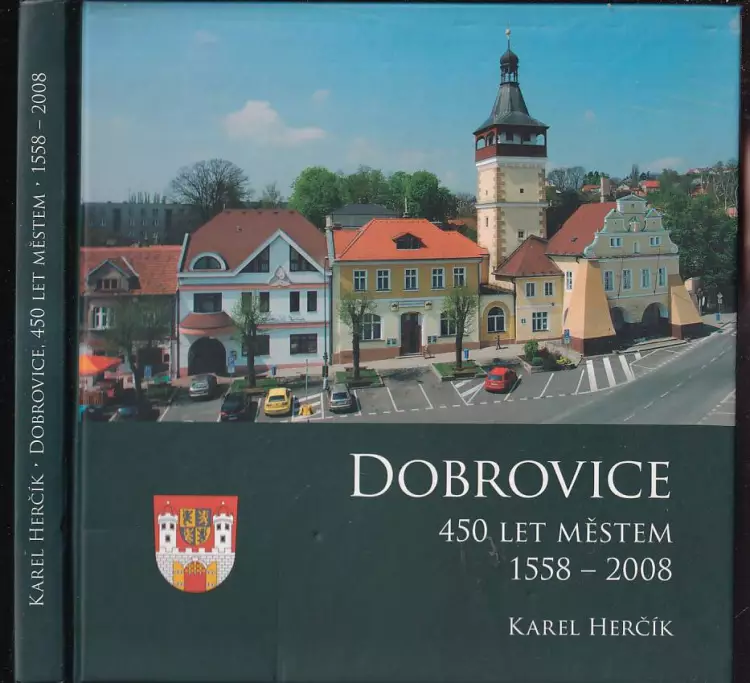 KAREL HERČÍK · DOBROVICE, 450 LET MĚSTEM · 1558 – 2008
DOBROVICE
450 LET MĚSTEM
1558 – 2008
KAREL HERČÍK